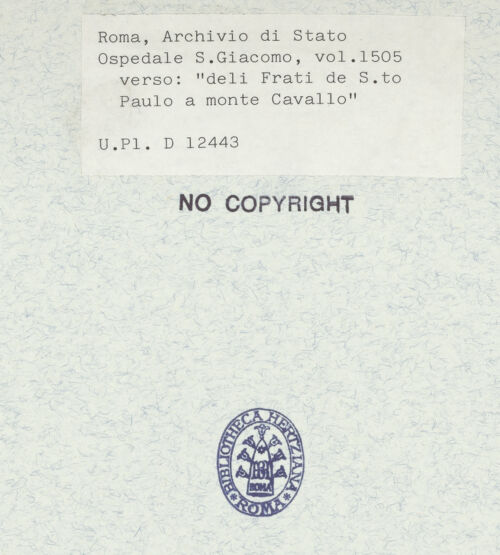 Roma, Archivio di Stato
Ospedale S.Giacomo, vol.1505
verso: "deli Frati de S.to
Paulo a monte Cavallo"
U.Pl. D 12443
NO COPYRIGHT
BIBLIOTHECA HERTZIANA
ROMA
* ROMA *